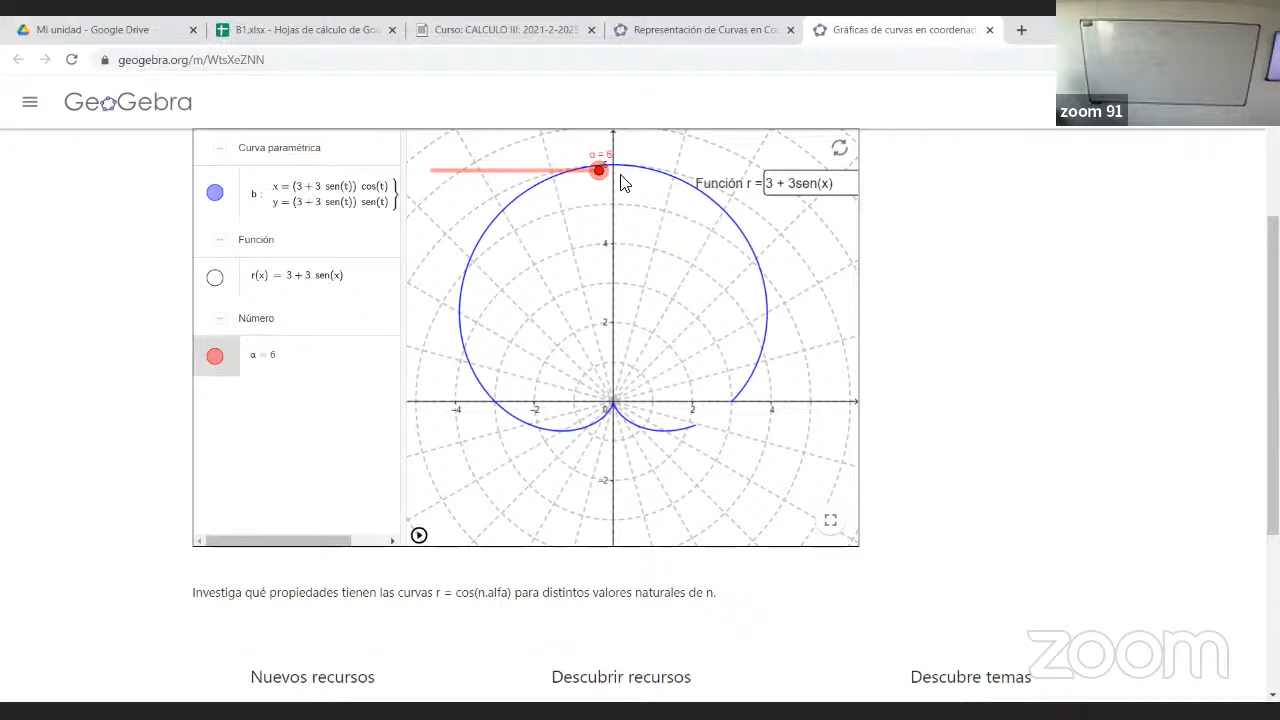 Mi unidad - Google Drive
B1.xlsx - Hojas de cálculo de Goo
Curso: CALCULO III: 2021-2-2025
Representación de Curvas en Coo
Gráficas de curvas en coordenad
geogebra.org/m/WtsXeZNN
GeoGebra
zoom 91
Curva paramétrica
b : x = (3 + 3 sen(t)) cos(t)
y = (3 + 3 sen(t)) sen(t)
Función
r(x) = 3 + 3 sen(x)
Número
α = 6
α = 6
Función r = 3 + 3sen(x)
4
2
-4 -2 0 2 4
-2
Investiga qué propiedades tienen las curvas r = cos(n.alfa) para distintos valores naturales de n.
zoom
Nuevos recursos
Descubrir recursos
Descubre temas